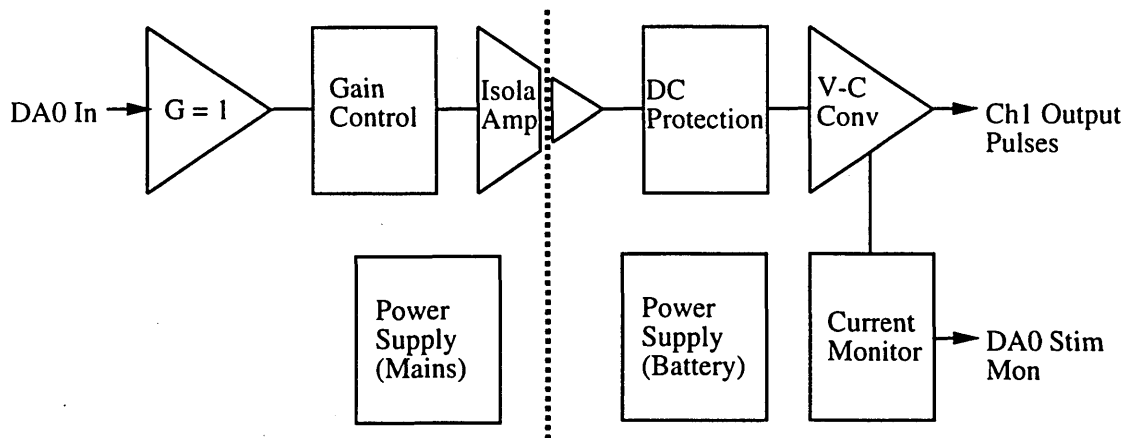 DA0 In
G = 1
Gain
Control
Isola
Amp
DC
Protection
V-C
Conv
Ch1 Output
Pulses
Power
Supply
(Mains)
Power
Supply
(Battery)
Current
Monitor
DA0 Stim
Mon